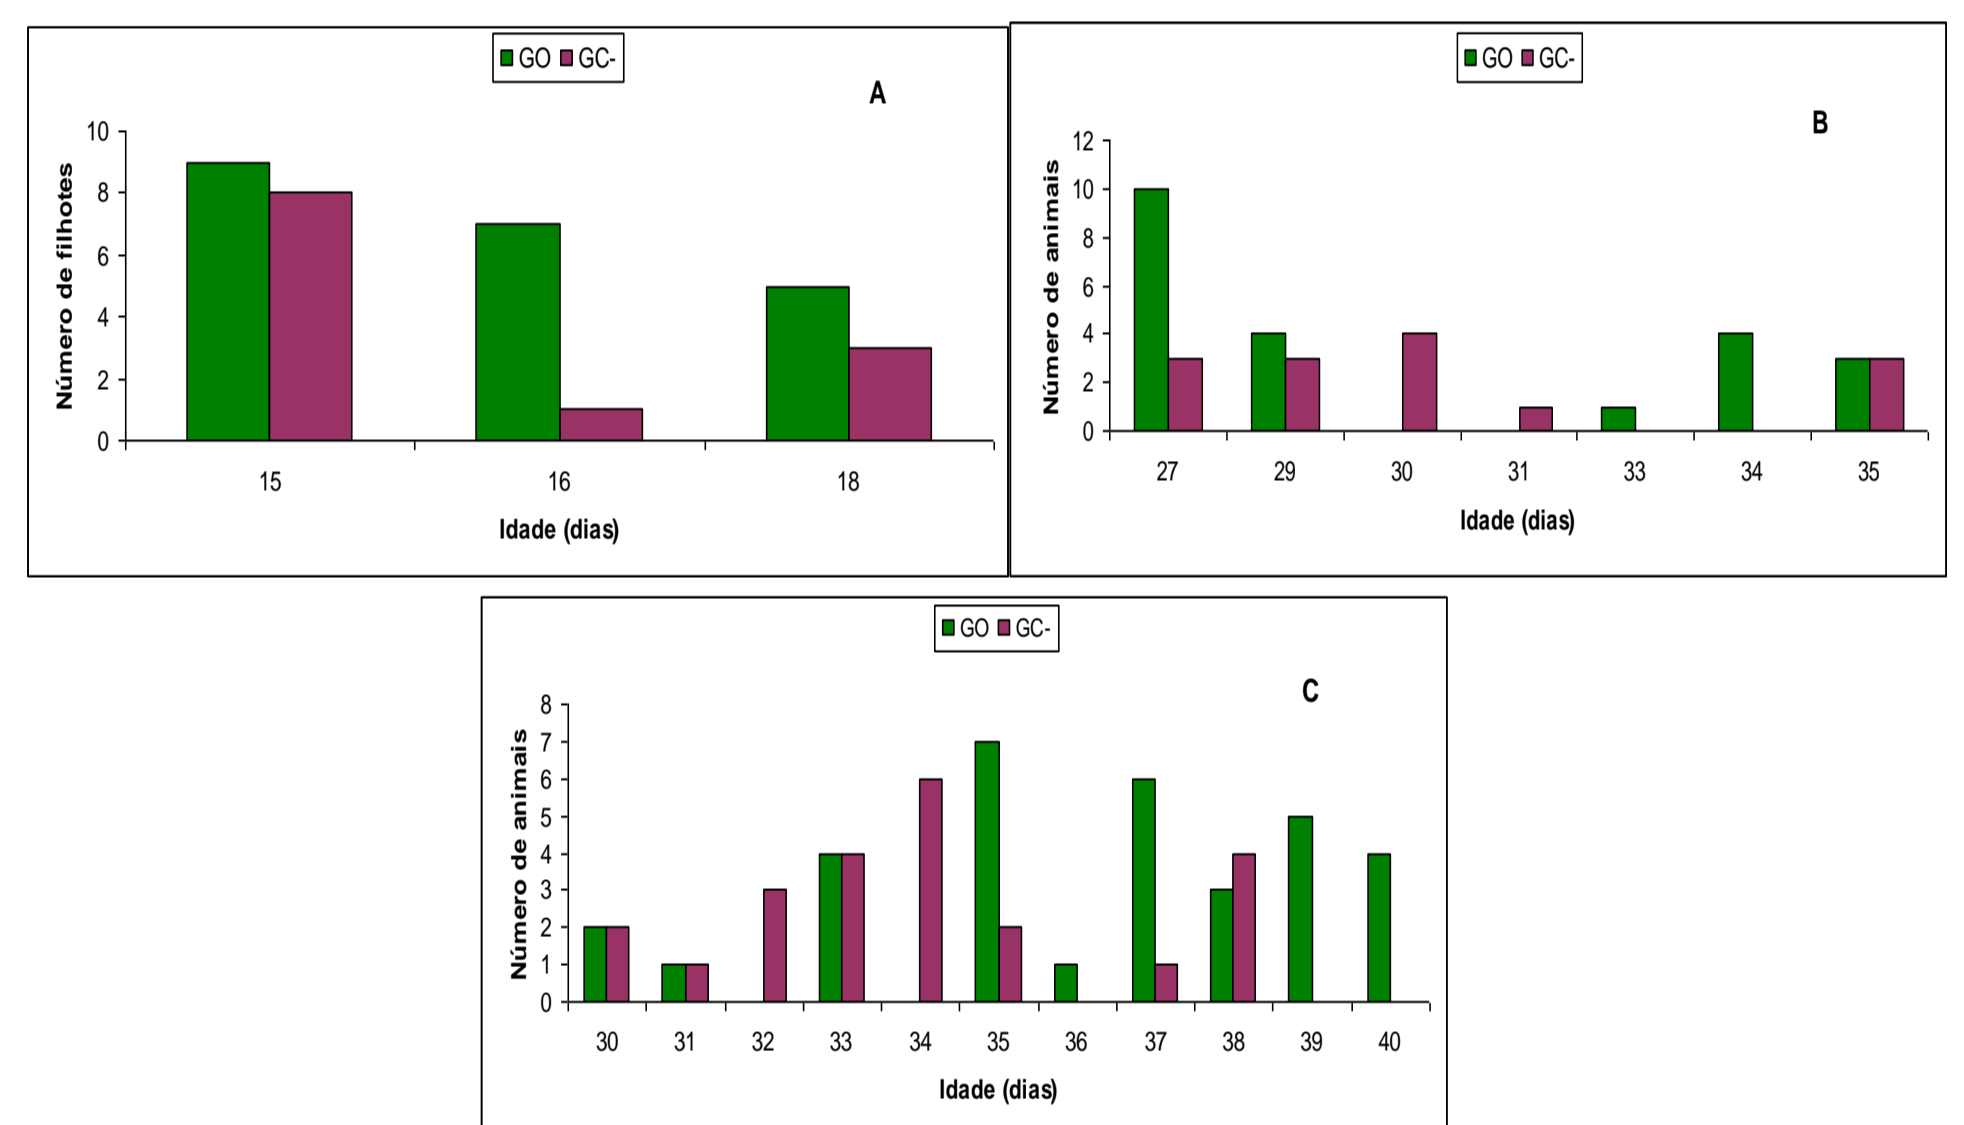 GO GC-
A
Número de filhotes
10
8
6
4
2
0
15 16 18
Idade (dias)
GO GC-
B
Número de animais
12
10
8
6
4
2
0
27 29 30 31 33 34 35
Idade (dias)
GO GC-
C
Número de animais
8
7
6
5
4
3
2
1
0
30 31 32 33 34 35 36 37 38 39 40
Idade (dias)